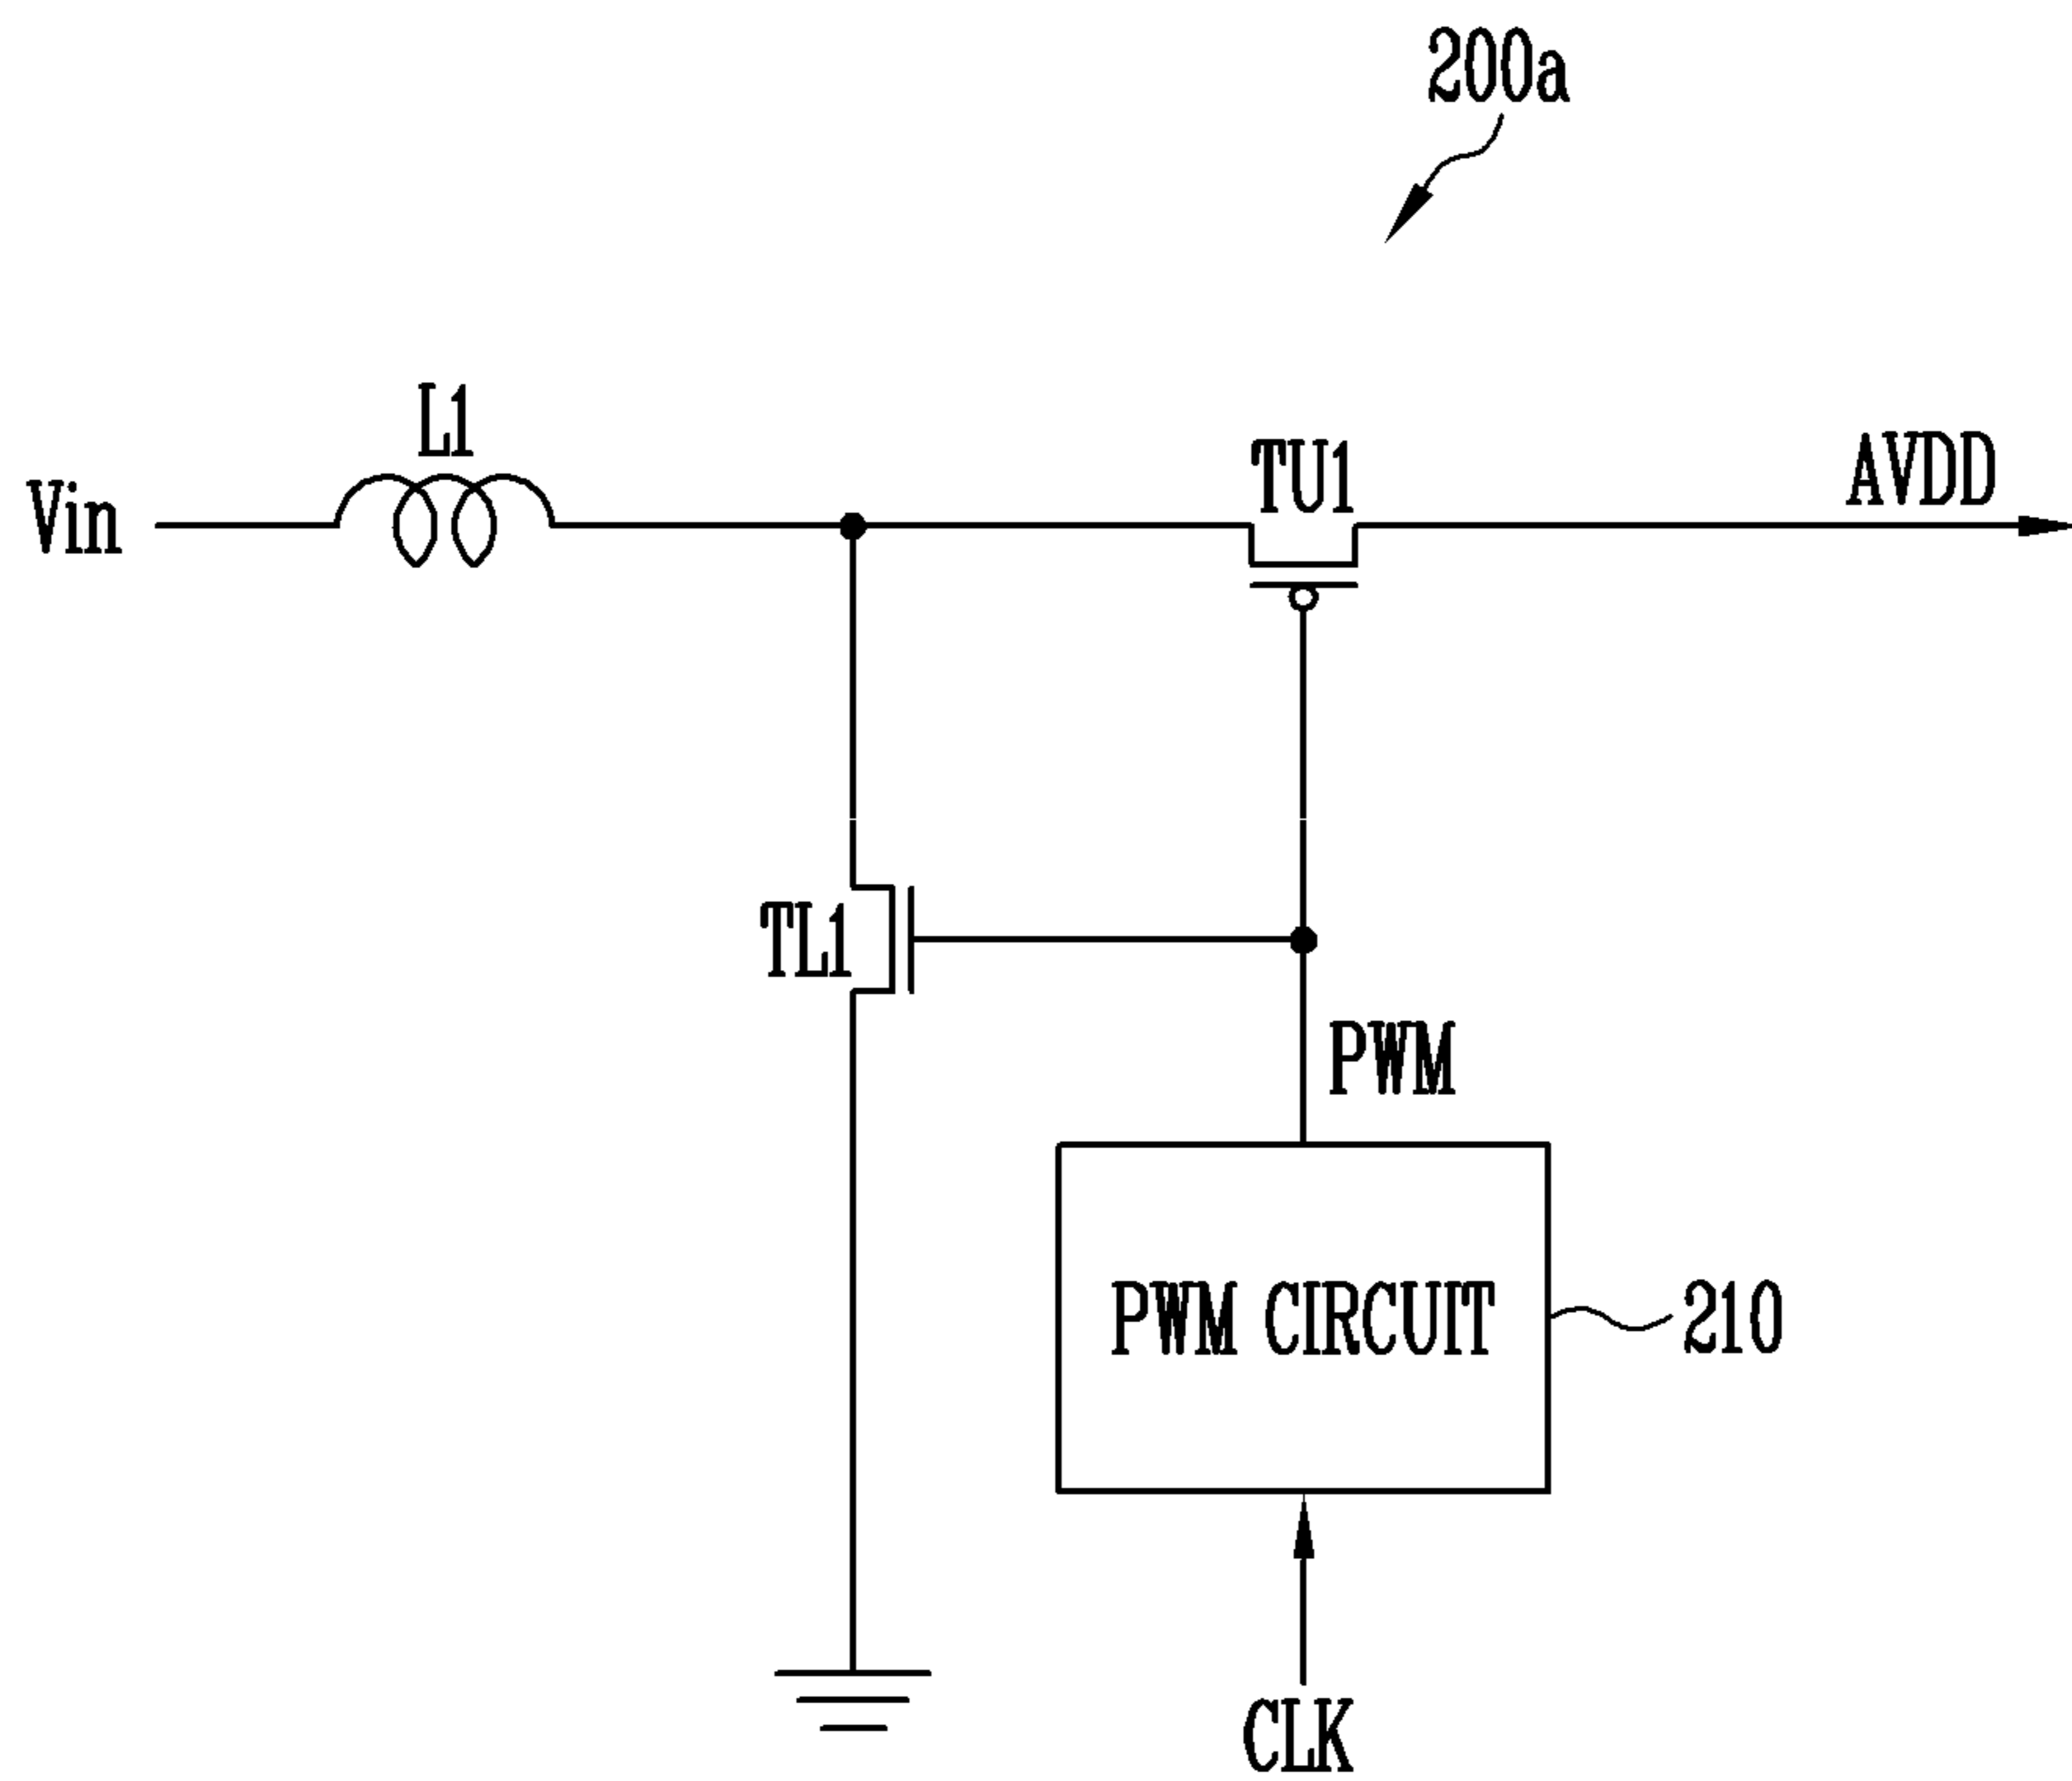 200a
L1
Vin
TU1
AVDD
TL1
PWM
PWM CIRCUIT
210
CLK